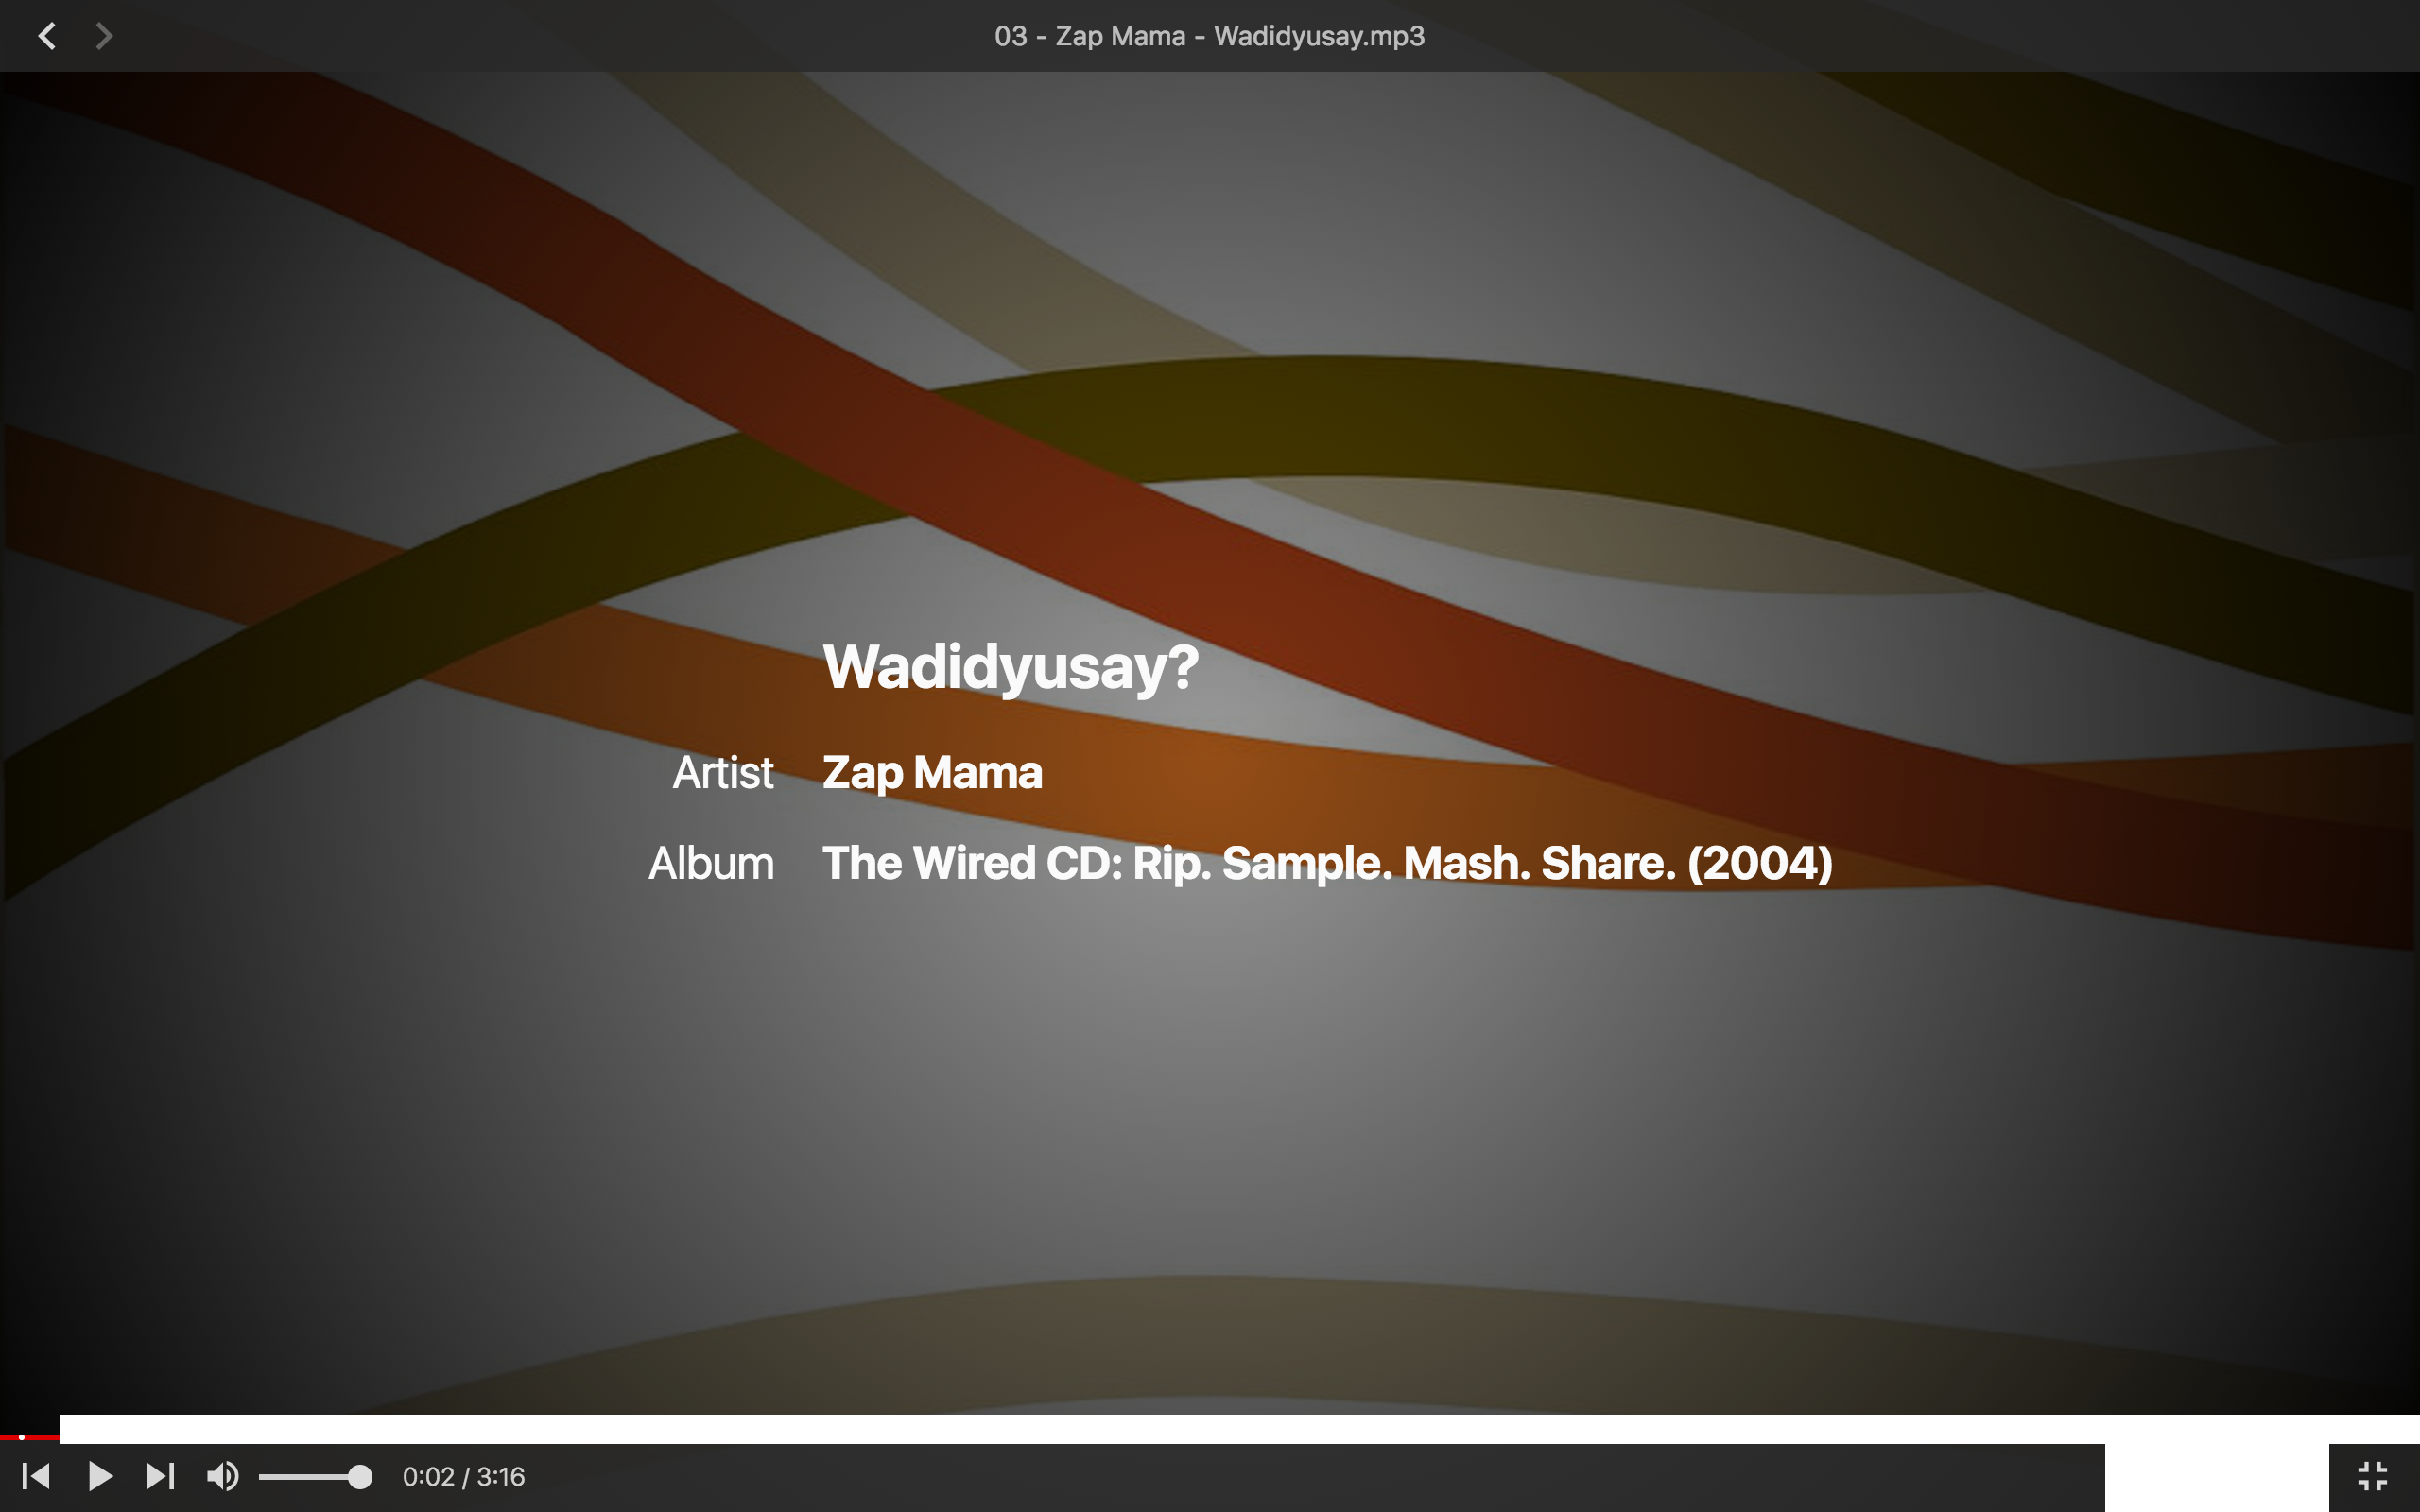 03 - Zap Mama - Wadidyusay.mp3
Wadidyusay?
Artist Zap Mama
Album The Wired CD: Rip. Sample. Mash. Share. (2004)
0:02 / 3:16